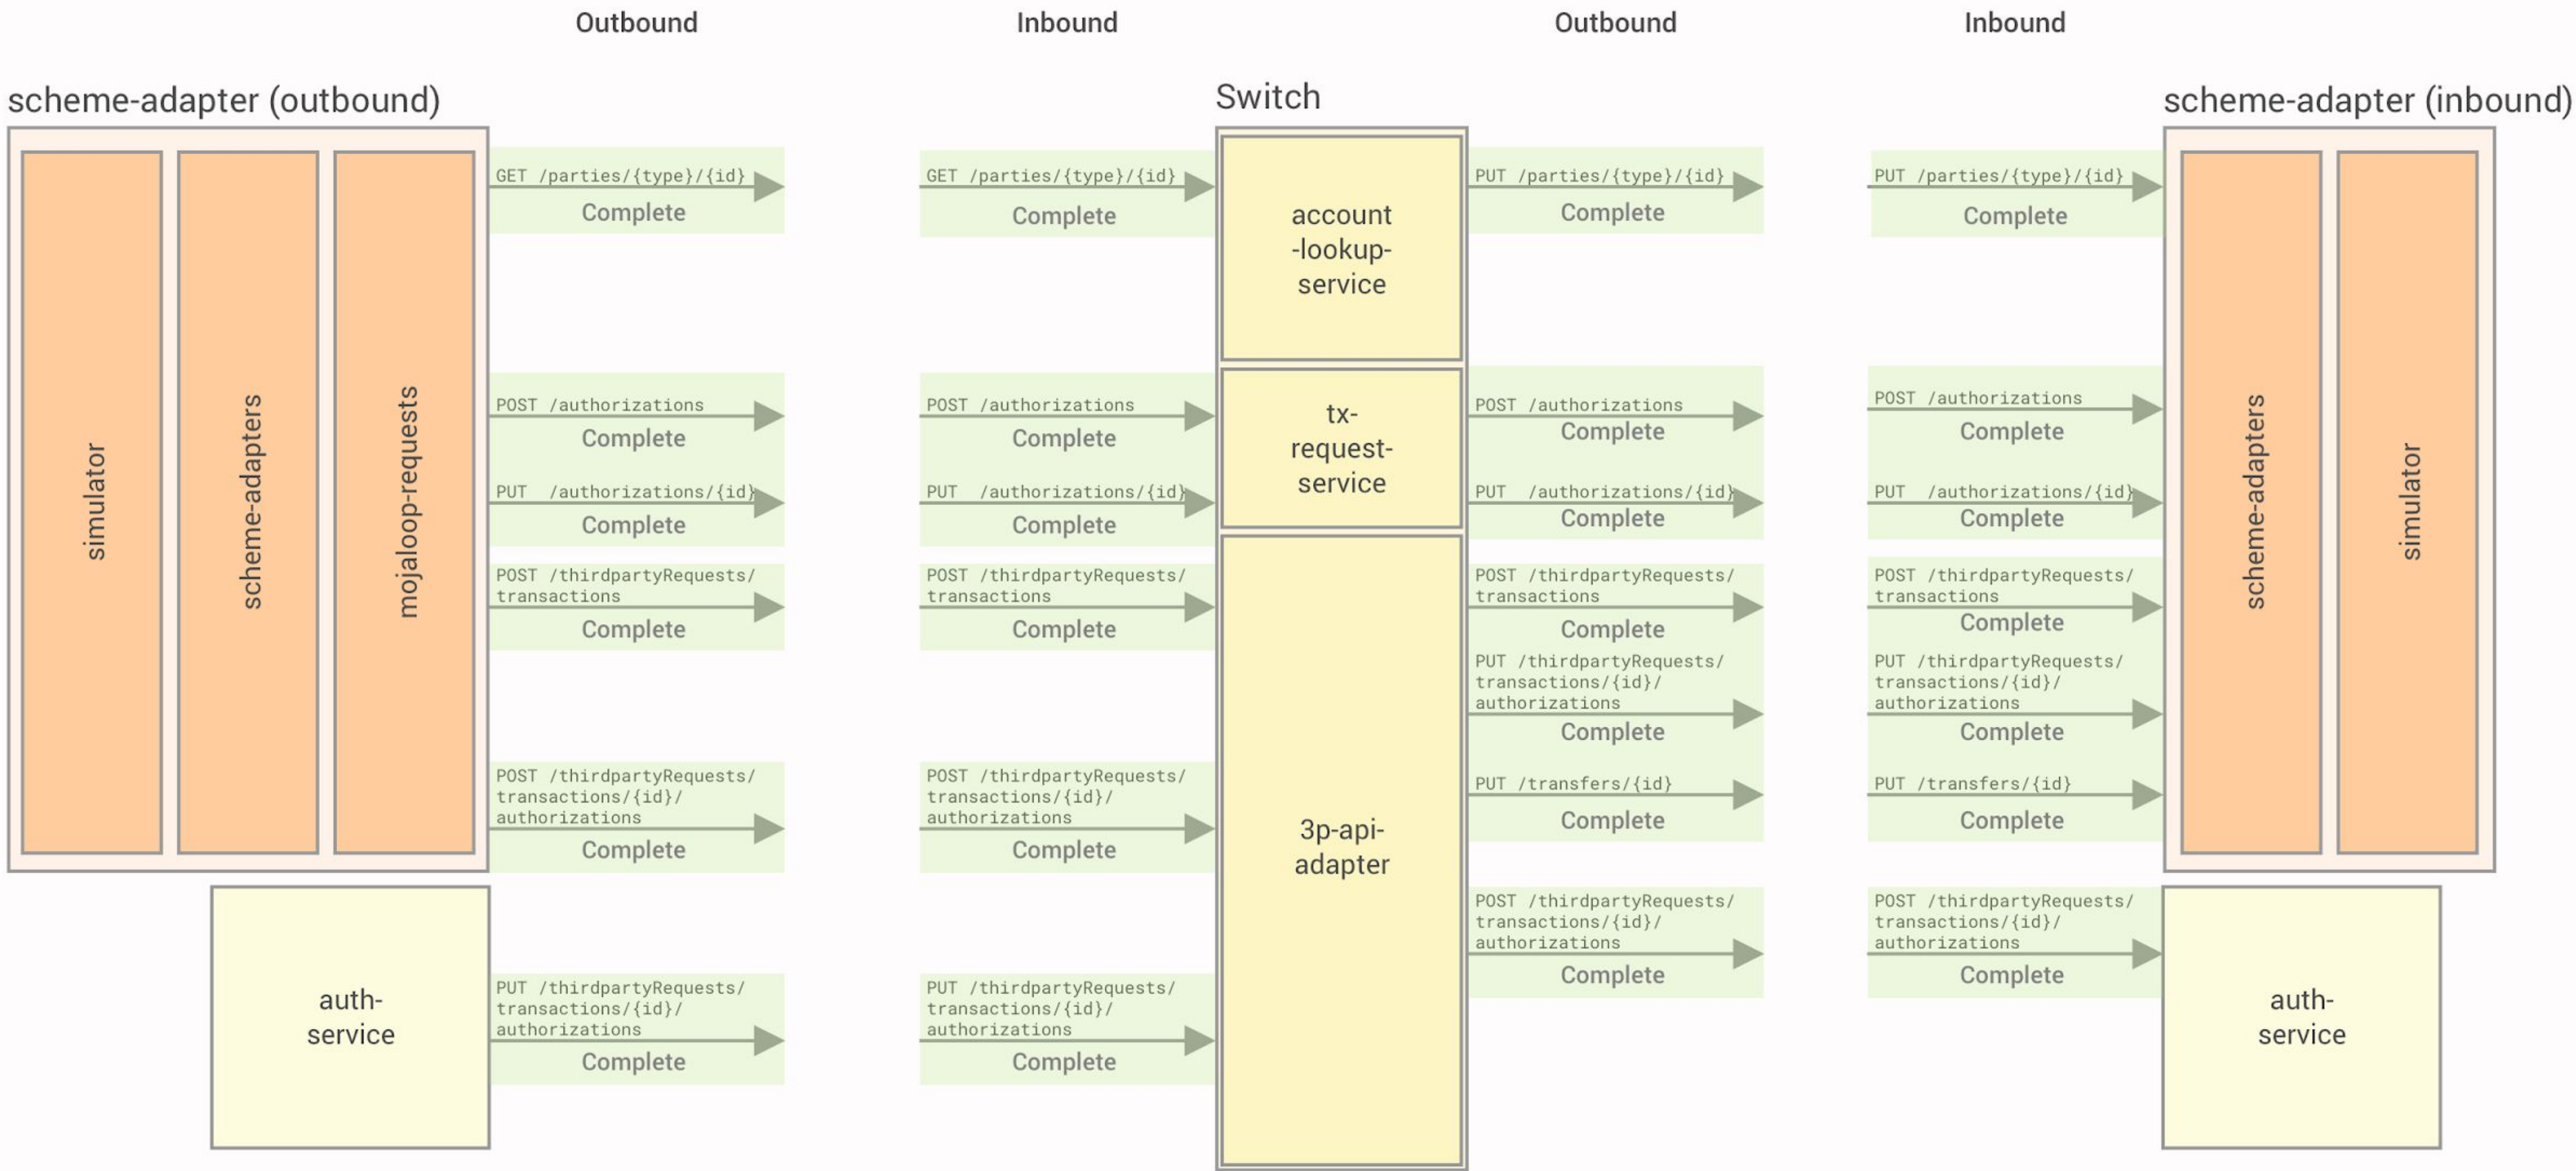 Outbound
Inbound
Outbound
Inbound
scheme-adapter (outbound)
Switch
scheme-adapter (inbound)
simulator
scheme-adapters
mojaloop-requests
GET /parties/{type}/{id}
Complete
POST /authorizations
Complete
PUT  /authorizations/{id}
Complete
POST /thirdpartyRequests/
transactions
Complete
POST /thirdpartyRequests/
transactions/{id}/
authorizations
Complete
auth-
service
PUT /thirdpartyRequests/
transactions/{id}/
authorizations
Complete
GET /parties/{type}/{id}
Complete
POST /authorizations
Complete
PUT  /authorizations/{id}
Complete
POST /thirdpartyRequests/
transactions
Complete
POST /thirdpartyRequests/
transactions/{id}/
authorizations
Complete
PUT /thirdpartyRequests/
transactions/{id}/
authorizations
Complete
account
-lookup-
service
tx-
request-
service
3p-api-
adapter
PUT /parties/{type}/{id}
Complete
POST /authorizations
Complete
PUT  /authorizations/{id}
Complete
POST /thirdpartyRequests/
transactions
Complete
PUT /thirdpartyRequests/
transactions/{id}/
authorizations
Complete
PUT /transfers/{id}
Complete
POST /thirdpartyRequests/
transactions/{id}/
authorizations
Complete
PUT /parties/{type}/{id}
Complete
POST /authorizations
Complete
PUT  /authorizations/{id}
Complete
POST /thirdpartyRequests/
transactions
Complete
PUT /thirdpartyRequests/
transactions/{id}/
authorizations
Complete
PUT /transfers/{id}
Complete
POST /thirdpartyRequests/
transactions/{id}/
authorizations
Complete
scheme-adapters
simulator
auth-
service